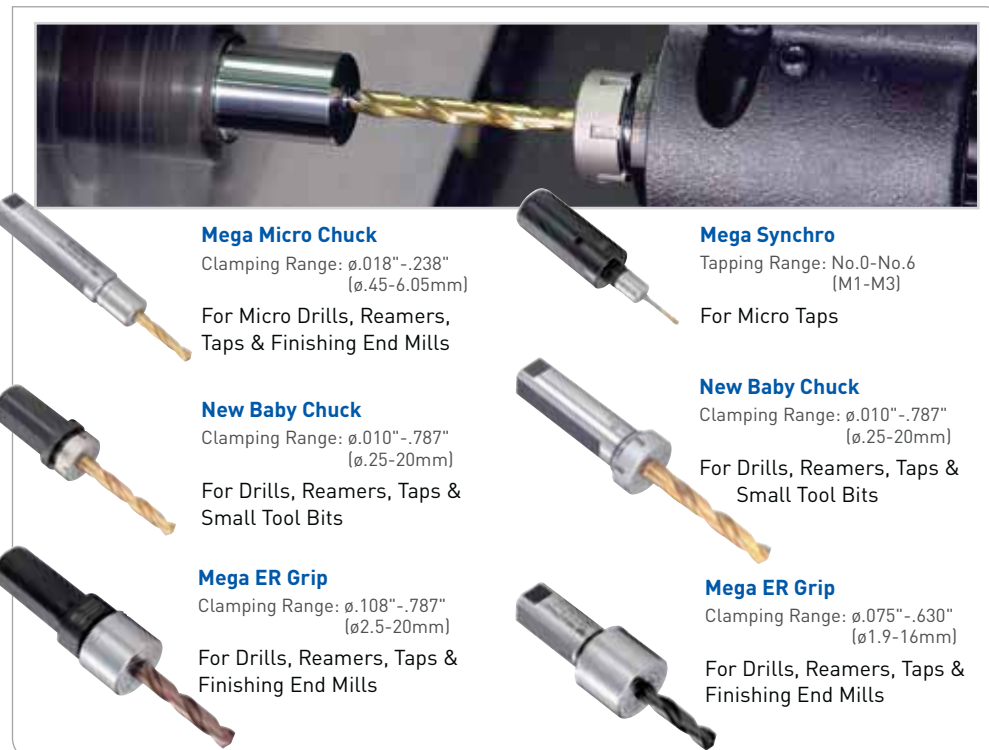 Mega Micro Chuck
Clamping Range: ø.018"-.238"
(ø.45-6.05mm)
For Micro Drills, Reamers,
Taps & Finishing End Mills
Mega Synchro
Tapping Range: No.0-No.6
(M1-M3)
For Micro Taps
New Baby Chuck
Clamping Range: ø.010"-.787"
(ø.25-20mm)
For Drills, Reamers, Taps &
Small Tool Bits
New Baby Chuck
Clamping Range: ø.010"-.787"
(ø.25-20mm)
For Drills, Reamers, Taps &
Small Tool Bits
Mega ER Grip
Clamping Range: ø.108"-.787"
(ø2.5-20mm)
For Drills, Reamers, Taps &
Finishing End Mills
Mega ER Grip
Clamping Range: ø.075"-.630"
(ø1.9-16mm)
For Drills, Reamers, Taps &
Finishing End Mills